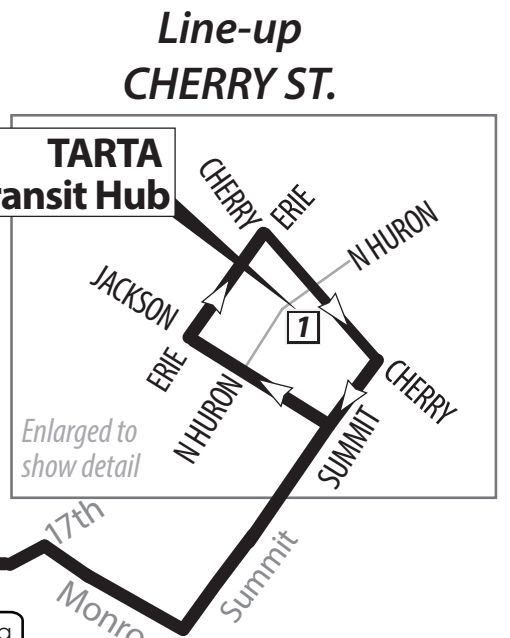 Line-up
CHERRY ST.
TARTA
ransit Hub
CHERRY
ERIE
N HURON
JACKSON
1
ERIE
N HURON
CHERRY
SUMMIT
Enlarged to
show detail
17th
Summit
Monro